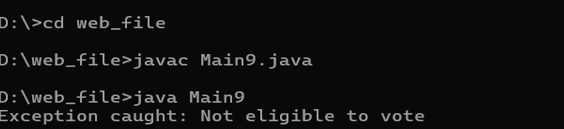 D:\>cd web_file
D:\web_file>javac Main9.java
D:\web_file>java Main9
Exception caught: Not eligible to vote